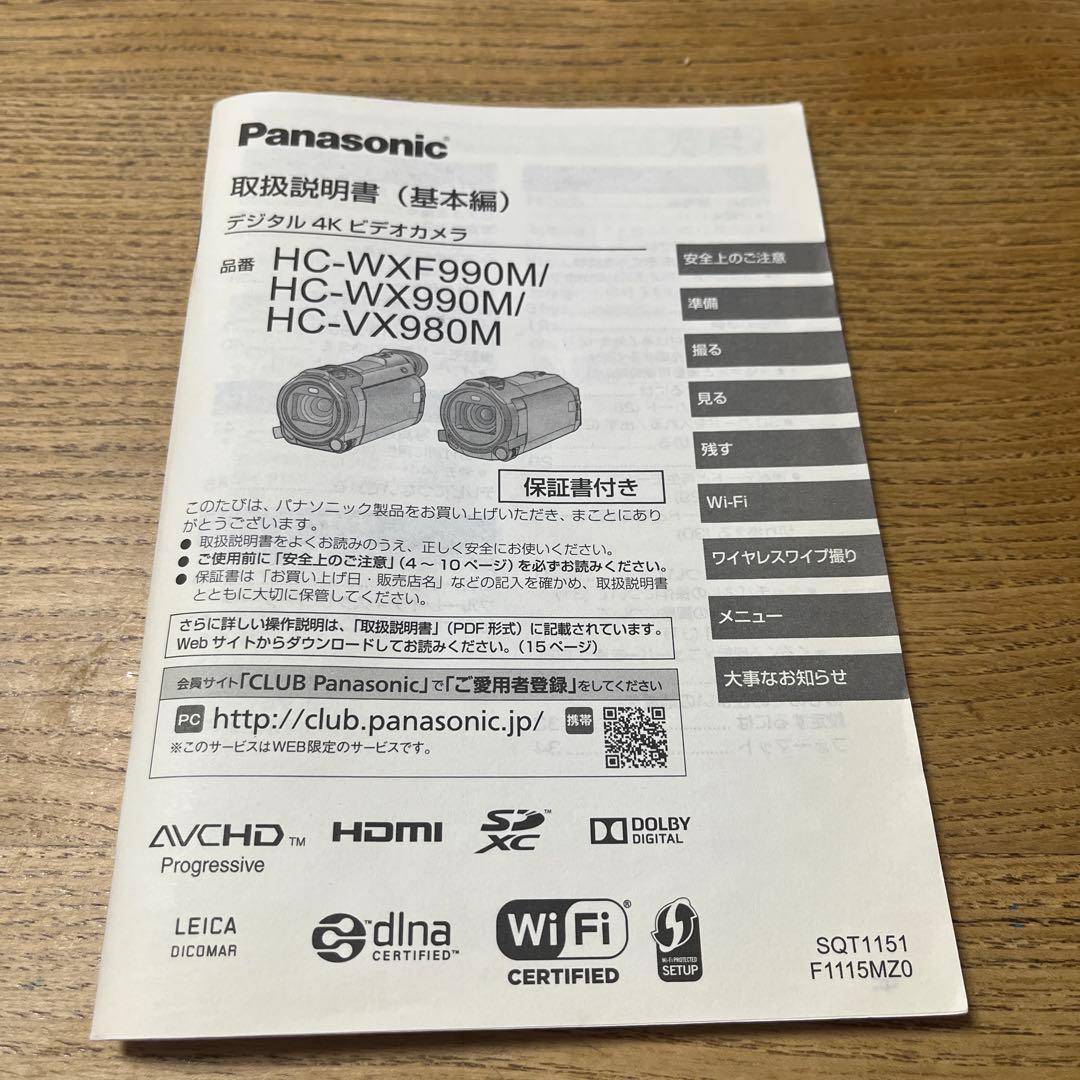 Panasonic
取扱説明書（基本編）
デジタル 4K ビデオカメラ
品番 HC-WXF990M/
HC-WX990M/
HC-VX980M
安全上のご注意
準備
撮る
見る
残す
Wi-Fi
ワイヤレスワイプ撮り
メニュー
大事なお知らせ
保証書付き
このたびは、パナソニック製品をお買い上げいただき、まことにあり
がとうございます。
● 取扱説明書をよくお読みのうえ、正しく安全にお使いください。
● ご使用前に「安全上のご注意」（4 ～ 10 ページ）を必ずお読みください。
● 保証書は「お買い上げ日・販売店名」などの記入を確かめ、取扱説明書
とともに大切に保管してください。
さらに詳しい操作説明は、「取扱説明書」（PDF 形式）に記載されています。
Web サイトからダウンロードしてお読みください。（15 ページ）
会員サイト「CLUB Panasonic」で「ご愛用者登録」をしてください
PC http://club.panasonic.jp/ 携帯
※このサービスはWEB限定のサービスです。
AVCHD™
Progressive
HDMI
SD
XC™
DOLBY
DIGITAL
LEICA
DICOMAR
dlna
CERTIFIED™
Wi Fi®
CERTIFIED
Wi-Fi PROTECTED
SETUP
SQT1151
F1115MZ0